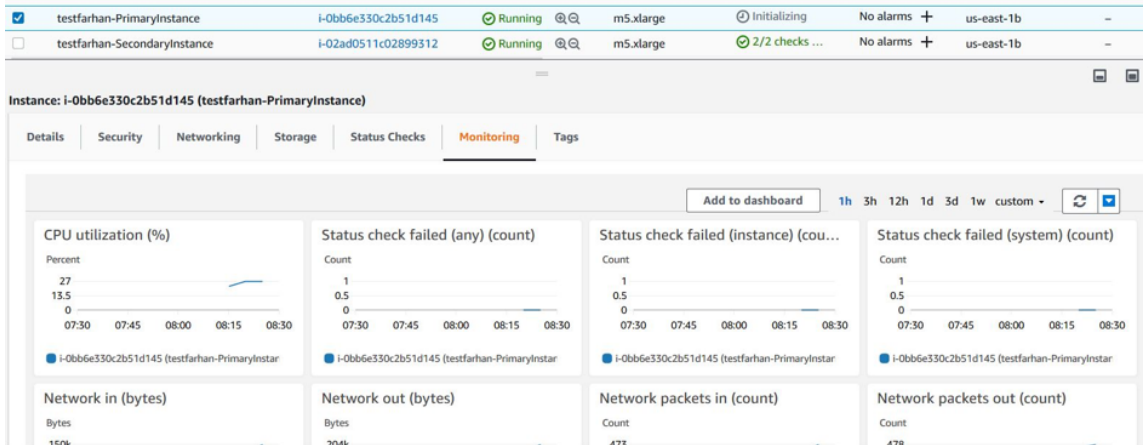 testfarhan-PrimaryInstance i-0bb6e330c2b51d145 Running m5.xlarge Initializing No alarms + us-east-1b –
testfarhan-SecondaryInstance i-02ad0511c02899312 Running m5.xlarge 2/2 checks ... No alarms + us-east-1b –
Instance: i-0bb6e330c2b51d145 (testfarhan-PrimaryInstance)
Details Security Networking Storage Status Checks Monitoring Tags
Add to dashboard 1h 3h 12h 1d 3d 1w custom
CPU utilization (%) Status check failed (any) (count) Status check failed (instance) (cou... Status check failed (system) (count)
Percent Count Count Count
27 1 1 1
13.5 0.5 0.5 0.5
0 0 0 0
07:30 07:45 08:00 08:15 08:30 07:30 07:45 08:00 08:15 08:30 07:30 07:45 08:00 08:15 08:30 07:30 07:45 08:00 08:15 08:30
i-0bb6e330c2b51d145 (testfarhan-PrimaryInstar i-0bb6e330c2b51d145 (testfarhan-PrimaryInstar i-0bb6e330c2b51d145 (testfarhan-PrimaryInstar i-0bb6e330c2b51d145 (testfarhan-PrimaryInstar
Network in (bytes) Network out (bytes) Network packets in (count) Network packets out (count)
Bytes Bytes Count Count
150k 204k 473 478